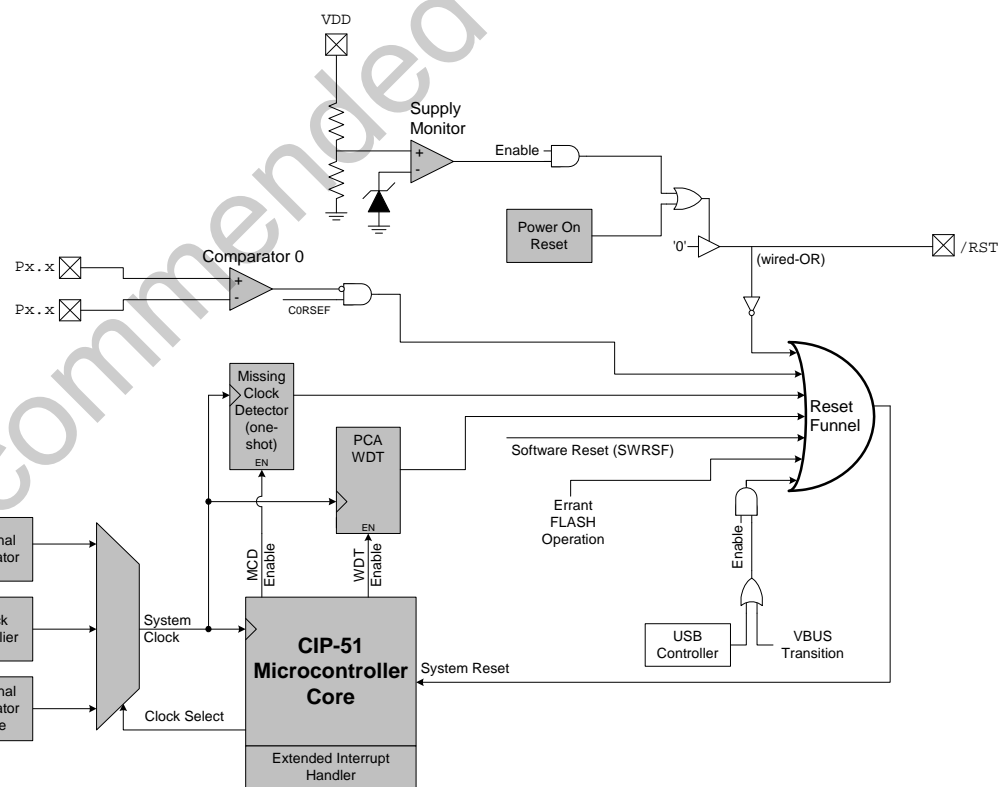 VDD
commended
Supply
Monitor
+
-
Enable
Power On
Reset
'0'
(wired-OR)
/RST
Comparator 0
Px.x
Px.x
+
-
C0RSEF
Missing
Clock
Detector
(one-
shot)
EN
PCA
WDT
EN
Reset
Funnel
Software Reset (SWRSF)
Errant
FLASH
Operation
Enable
MCD
Enable
WDT
Enable
System
Clock
CIP-51
Microcontroller
Core
System Reset
USB
Controller
VBUS
Transition
Clock Select
Extended Interrupt
Handler